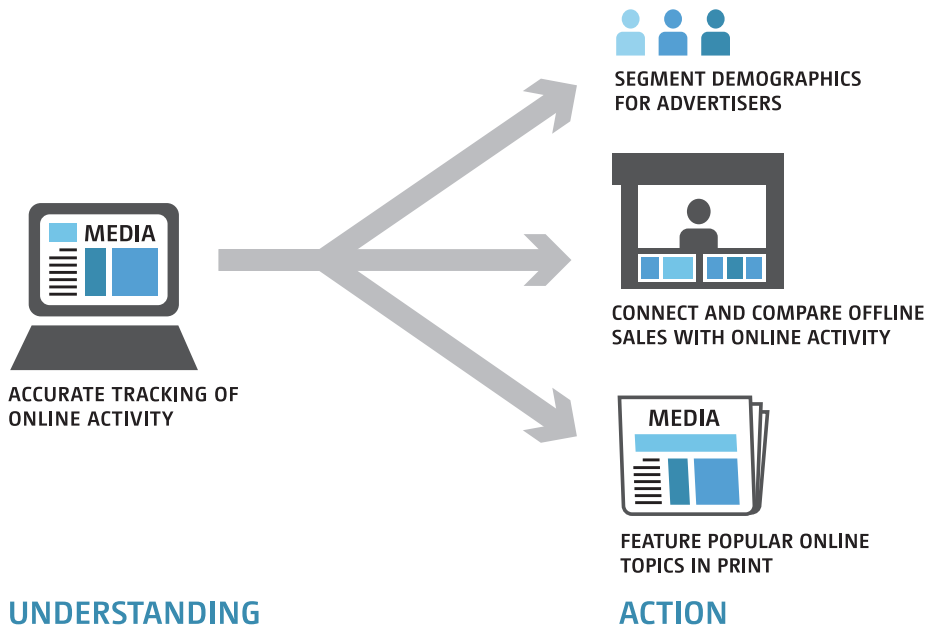 MEDIA
ACCURATE TRACKING OF
ONLINE ACTIVITY
SEGMENT DEMOGRAPHICS
FOR ADVERTISERS
CONNECT AND COMPARE OFFLINE
SALES WITH ONLINE ACTIVITY
MEDIA
FEATURE POPULAR ONLINE
TOPICS IN PRINT
UNDERSTANDING
ACTION